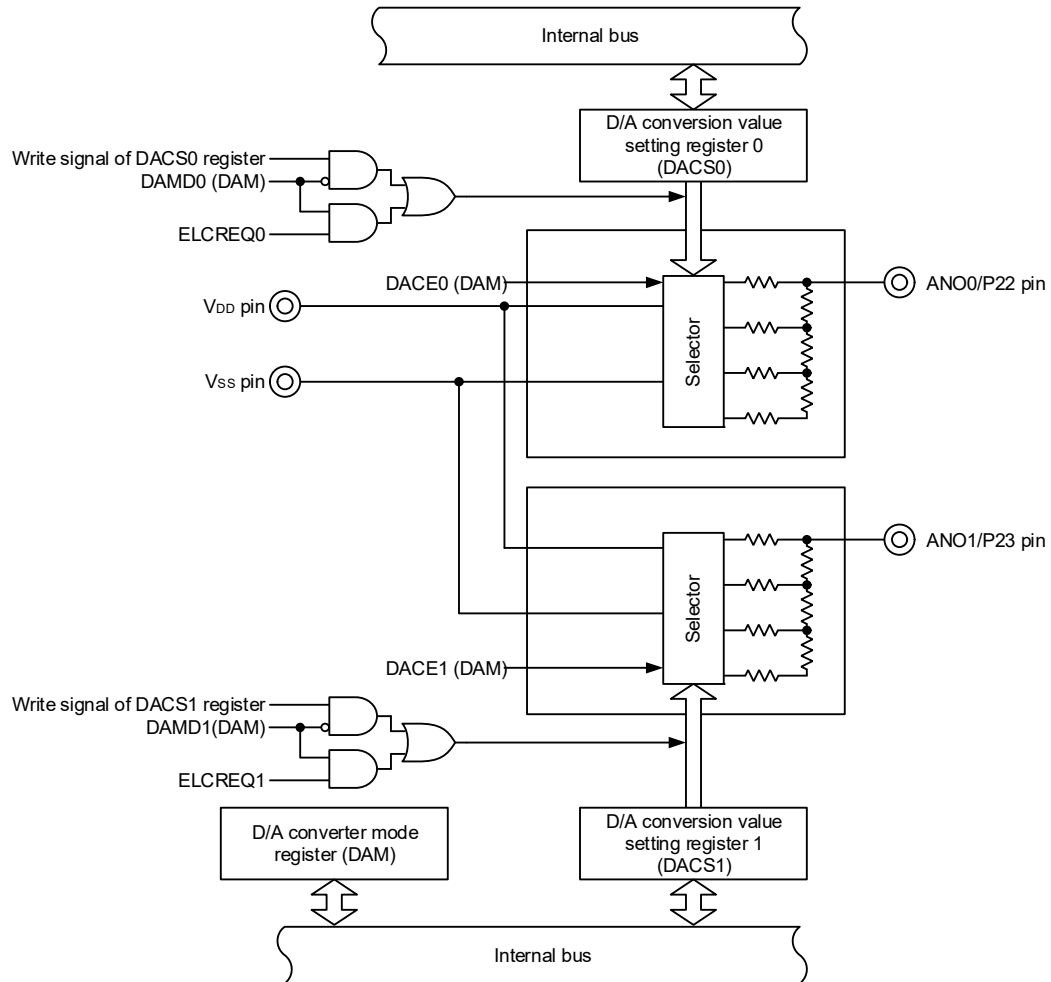 Internal bus
D/A conversion value
setting register 0
(DACS0)
Write signal of DACS0 register
DAMD0 (DAM)
ELCREQ0
DACE0 (DAM)
VDD pin
VSS pin
Selector
ANO0/P22 pin
Selector
ANO1/P23 pin
DACE1 (DAM)
Write signal of DACS1 register
DAMD1(DAM)
ELCREQ1
D/A converter mode
register (DAM)
D/A conversion value
setting register 1
(DACS1)
Internal bus